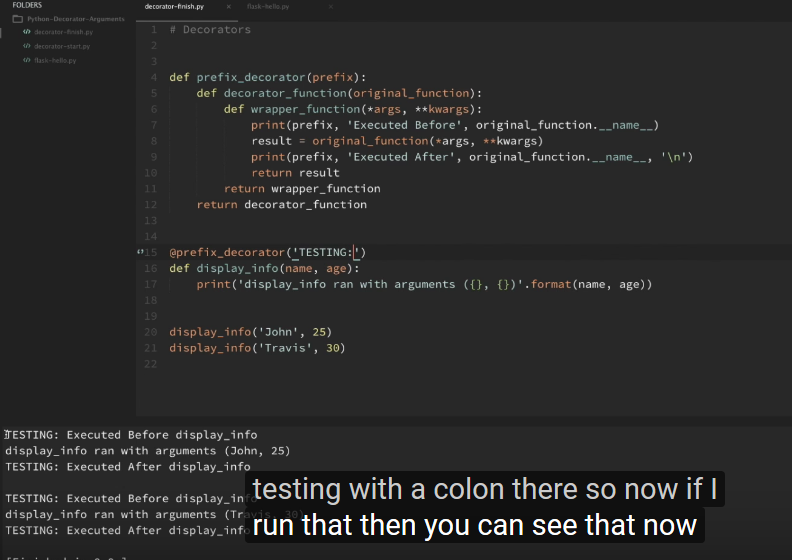 FOLDERS
Python-Decorator-Arguments
decorator-finish.py
decorator-start.py
flask-hello.py
decorator-finish.py × flask-hello.py ×
1 # Decorators
2
3
4 def prefix_decorator(prefix):
5 def decorator_function(original_function):
6 def wrapper_function(*args, **kwargs):
7 print(prefix, 'Executed Before', original_function.__name__)
8 result = original_function(*args, **kwargs)
9 print(prefix, 'Executed After', original_function.__name__, '\n')
10 return result
11 return wrapper_function
12 return decorator_function
13
14
15 @prefix_decorator('TESTING:')
16 def display_info(name, age):
17 print('display_info ran with arguments ({}, {})'.format(name, age))
18
19
20 display_info('John', 25)
21 display_info('Travis', 30)
22
TESTING: Executed Before display_info
display_info ran with arguments (John, 25)
TESTING: Executed After display_info
TESTING: Executed Before display_info
display_info ran with arguments (Travis, 30)
TESTING: Executed After display_info
testing with a colon there so now if I
run that then you can see that now